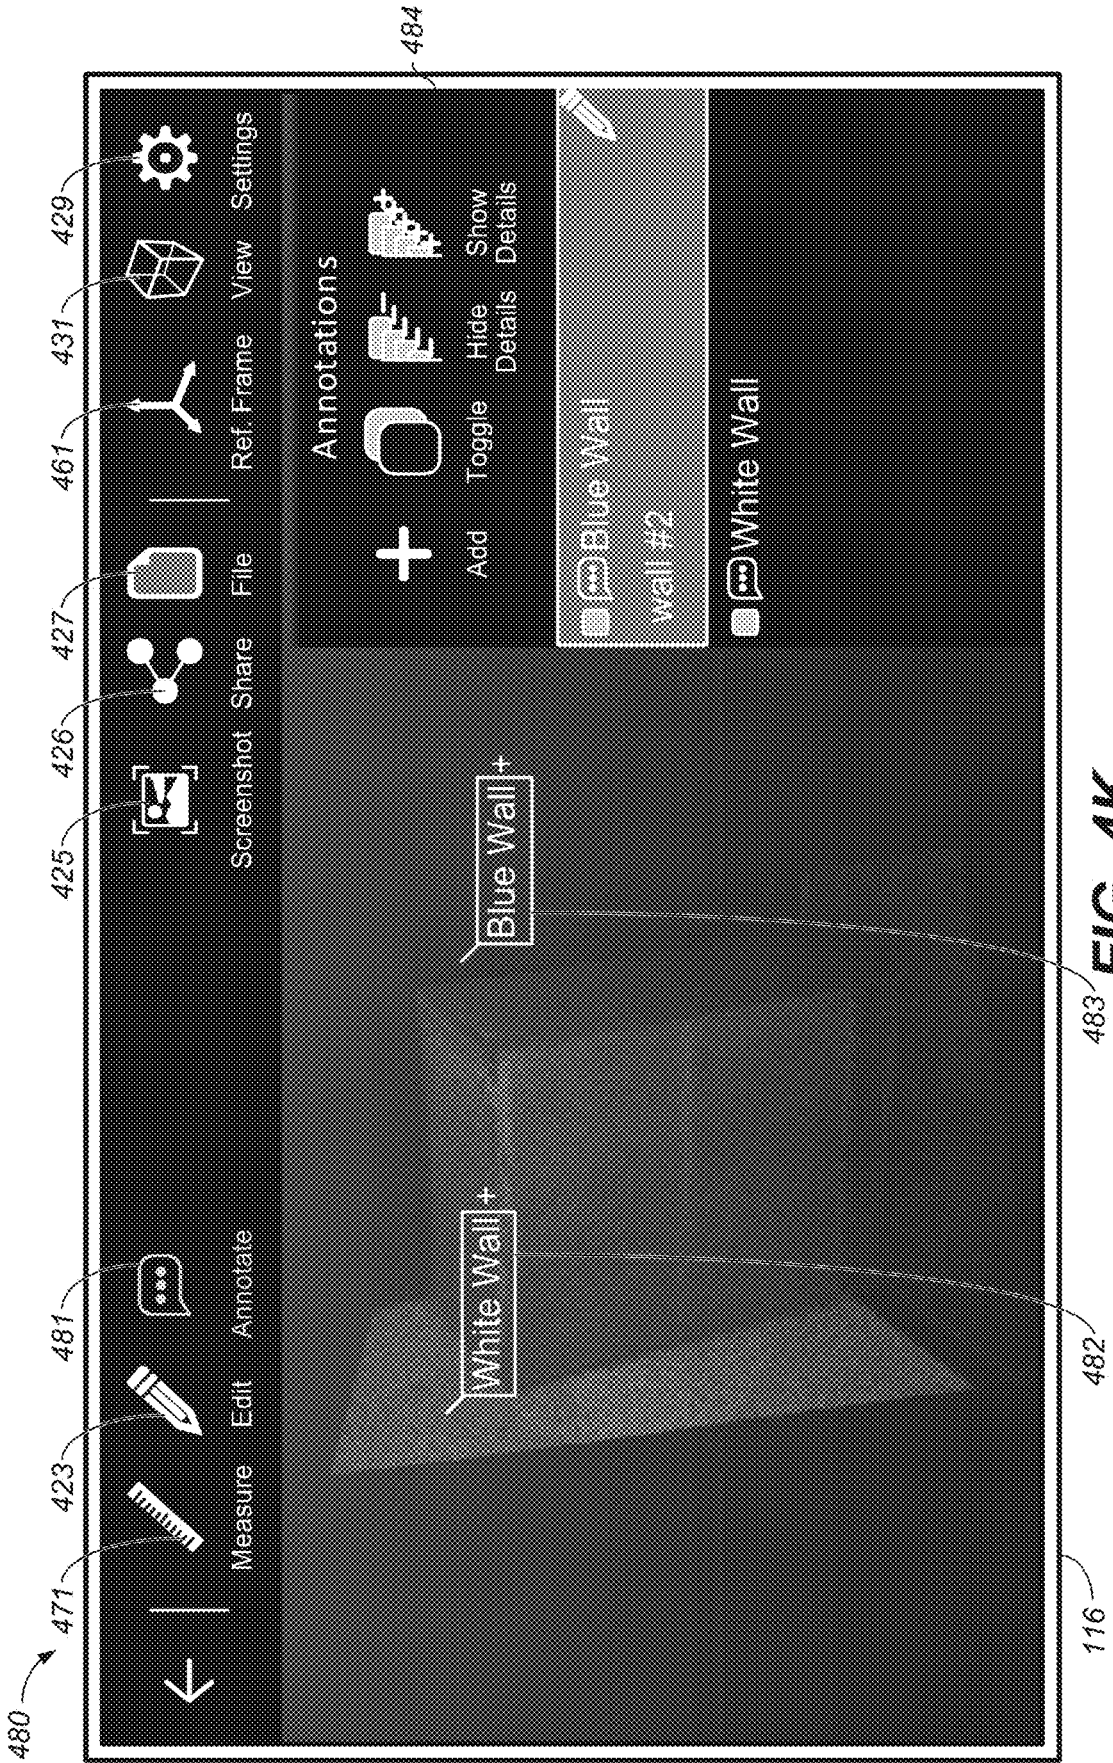 480
471
423
481
425
426
427
461
431
429
Measure
Edit
Annotate
Screenshot
Share
File
Ref. Frame
View
Settings
484
Annotations
Add
Toggle
Hide
Details
Show
Details
White Wall +
Blue Wall +
Blue Wall
wall #2
White Wall
116
482
483
FIG. 4K